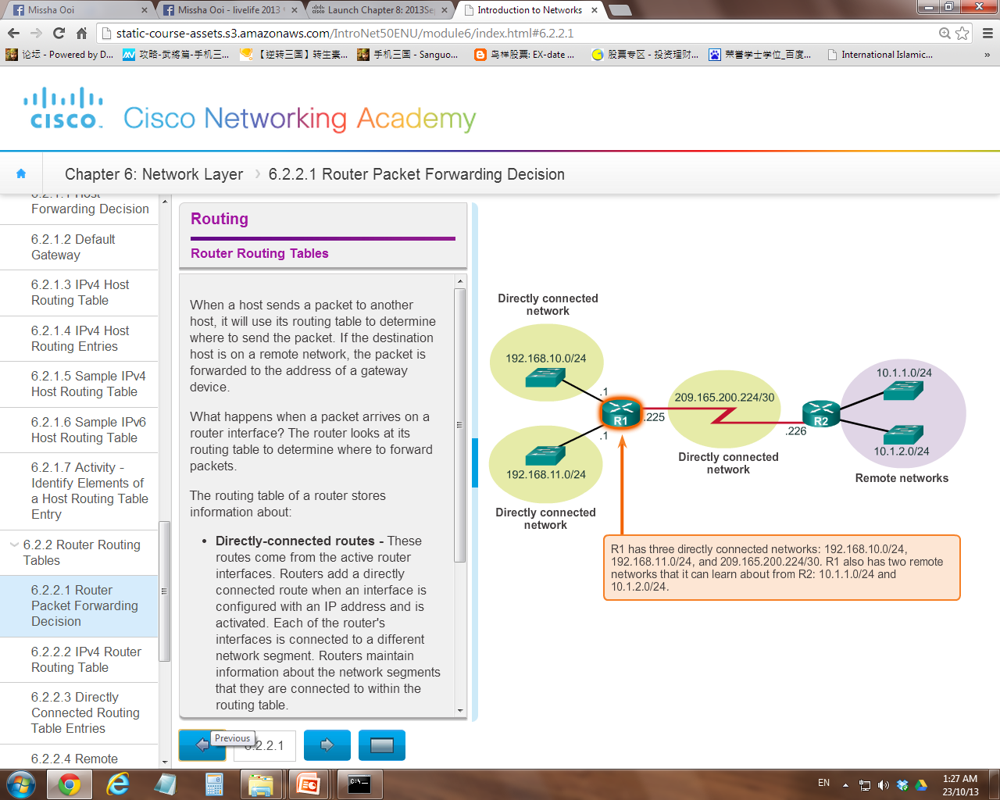 Missha Ooi
Missha Ooi - livelife 2013
Launch Chapter 8: 2013Se
Introduction to Networks
static-course-assets.s3.amazonaws.com/IntroNet50ENU/module6/index.html#6.2.2.1
论坛 - Powered by D...
攻略-武將篇-手机三...
【逆转三国】转生素...
手机三国 - Sanguo...
鸟样股票: EX-date ...
股票专区 - 投资理财...
荣誉学士学位_百度...
International Islamic...
»
CISCO
Cisco Networking Academy
Chapter 6: Network Layer
6.2.2.1 Router Packet Forwarding Decision
6.2.1.1 Host
Forwarding Decision
6.2.1.2 Default
Gateway
6.2.1.3 IPv4 Host
Routing Table
6.2.1.4 IPv4 Host
Routing Entries
6.2.1.5 Sample IPv4
Host Routing Table
6.2.1.6 Sample IPv6
Host Routing Table
6.2.1.7 Activity -
Identify Elements of
a Host Routing Table
Entry
6.2.2 Router Routing
Tables
6.2.2.1 Router
Packet Forwarding
Decision
6.2.2.2 IPv4 Router
Routing Table
6.2.2.3 Directly
Connected Routing
Table Entries
6.2.2.4 Remote
Routing
Router Routing Tables
When a host sends a packet to another
host, it will use its routing table to determine
where to send the packet. If the destination
host is on a remote network, the packet is
forwarded to the address of a gateway
device.
What happens when a packet arrives on a
router interface? The router looks at its
routing table to determine where to forward
packets.
The routing table of a router stores
information about:
• Directly-connected routes - These
routes come from the active router
interfaces. Routers add a directly
connected route when an interface is
configured with an IP address and is
activated. Each of the router's
interfaces is connected to a different
network segment. Routers maintain
information about the network segments
that they are connected to within the
routing table.
Previous
6.2.2.1
Directly connected
network
192.168.10.0/24
.1
R1
.225
.1
192.168.11.0/24
Directly connected
network
209.165.200.224/30
Directly connected
network
.226
R2
10.1.1.0/24
10.1.2.0/24
Remote networks
R1 has three directly connected networks: 192.168.10.0/24,
192.168.11.0/24, and 209.165.200.224/30. R1 also has two remote
networks that it can learn about from R2: 10.1.1.0/24 and
10.1.2.0/24.
EN
1:27 AM
23/10/13